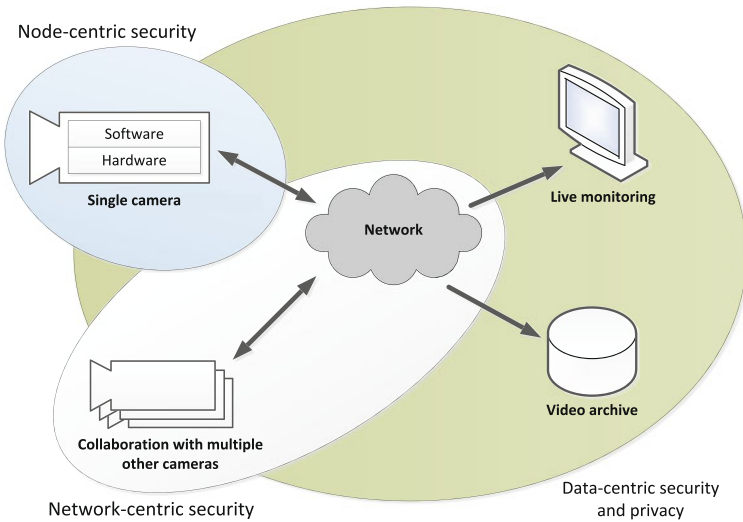 Node-centric security
Software
Hardware
Single camera
Network
Live monitoring
Video archive
Collaboration with multiple
other cameras
Network-centric security
Data-centric security
and privacy